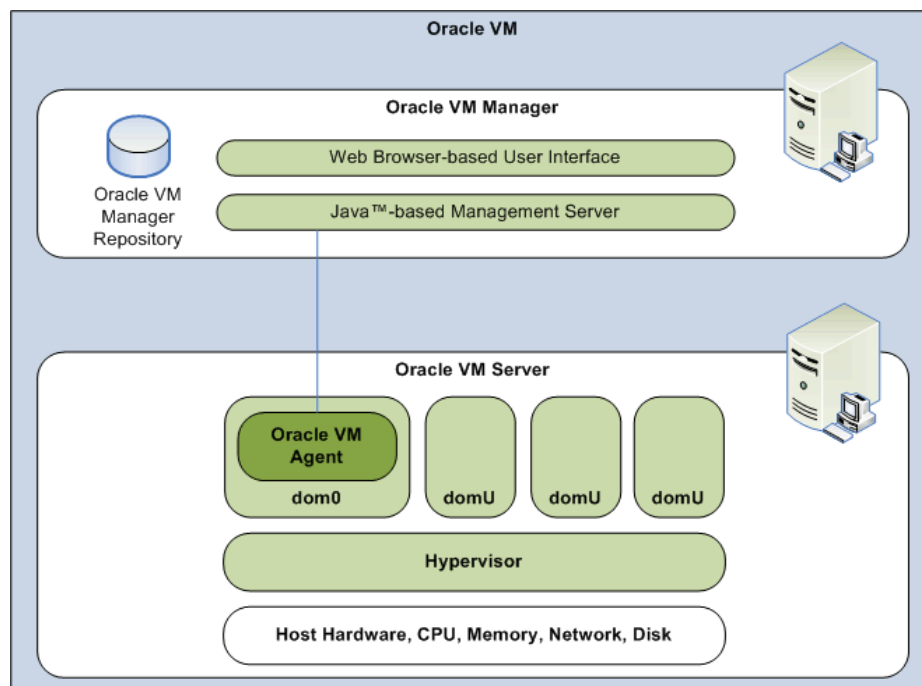 Oracle VM
Oracle VM Manager
Web Browser-based User Interface
Java™-based Management Server
Oracle VM
Manager
Repository
Oracle VM Server
Oracle VM
Agent
dom0
domU
domU
domU
Hypervisor
Host Hardware, CPU, Memory, Network, Disk